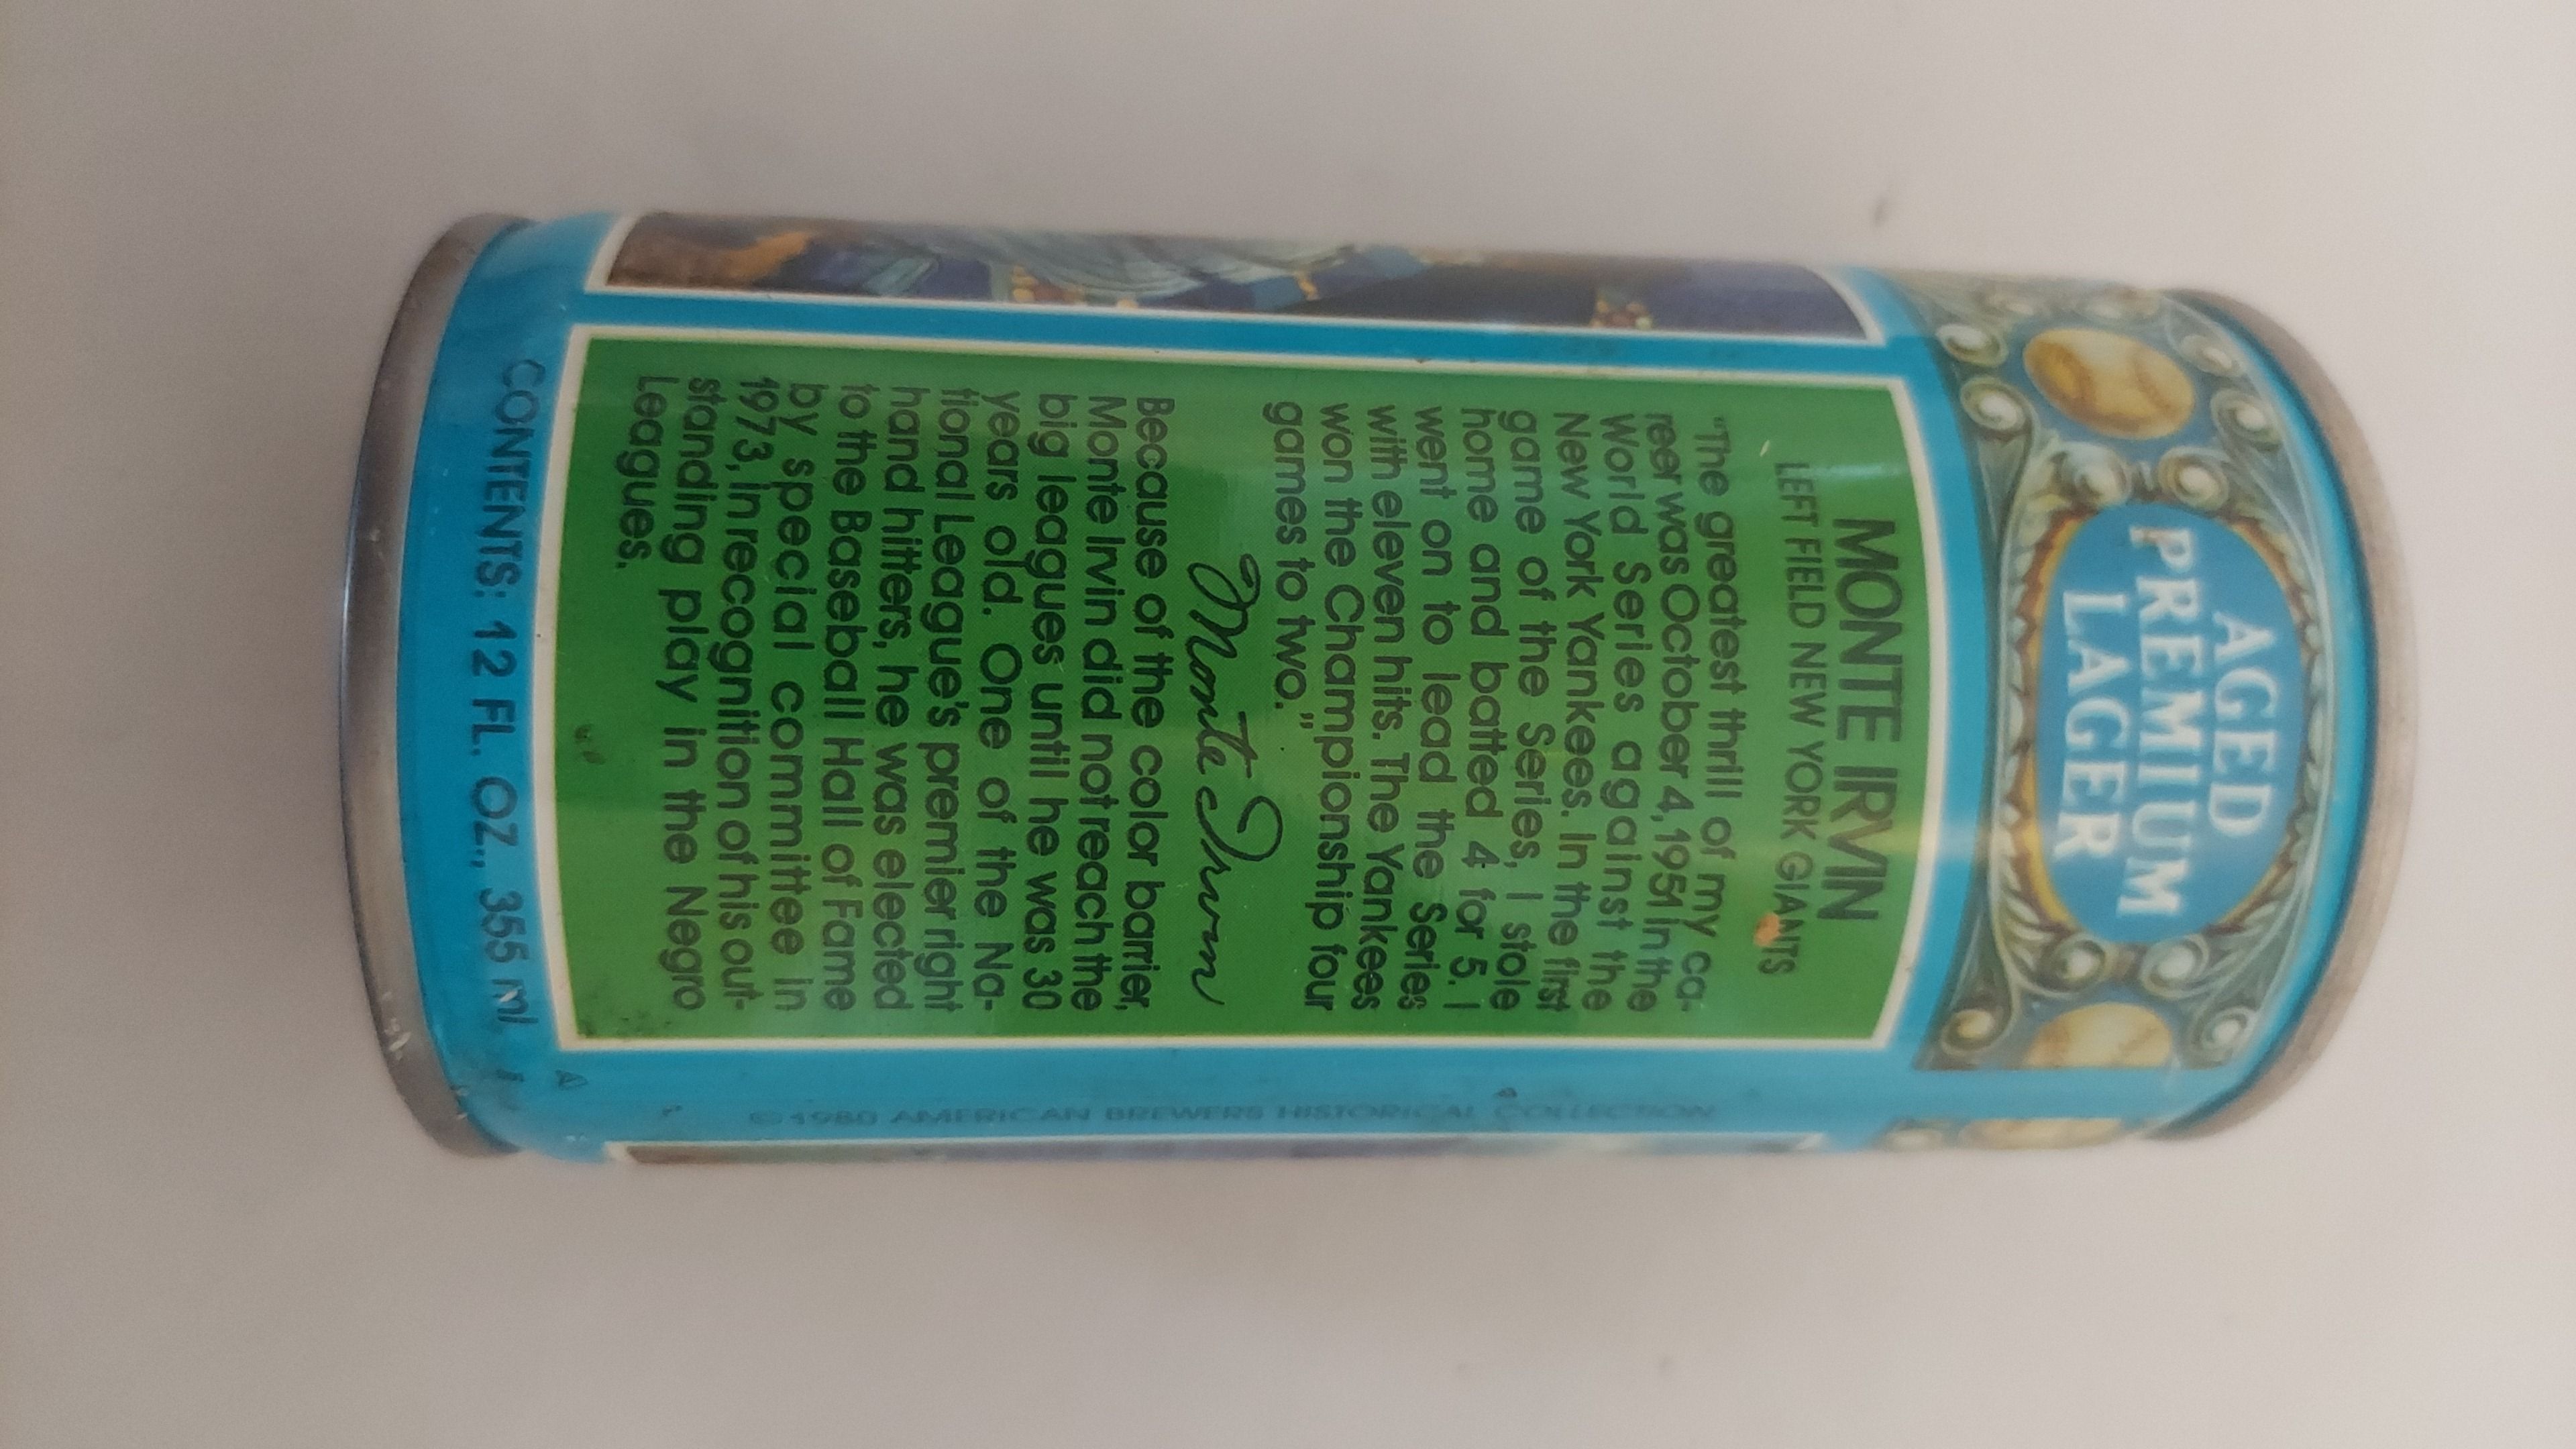 AGED
PREMIUM
LAGER
MONTE IRVIN
LEFT FIELD NEW YORK GIANTS
"The greatest thrill of my ca-
reer was October 4, 1951 in the
World Series against the
New York Yankees. In the first
game of the Series, I stole
home and batted 4 for 5. I
went on to lead the Series
with eleven hits. The Yankees
won the Championship four
games to two."
Monte Irvin
Because of the color barrier,
Monte Irvin did not reach the
big leagues until he was 30
years old. One of the Na-
tional League's premier right
hand hitters, he was elected
to the Baseball Hall of Fame
by special committee in
1973, in recognition of his out-
standing play in the Negro
Leagues.
CONTENTS: 12 FL. OZ., 355 ml
© 1980 AMERICAN BREWERS HISTORICAL COLLECTION